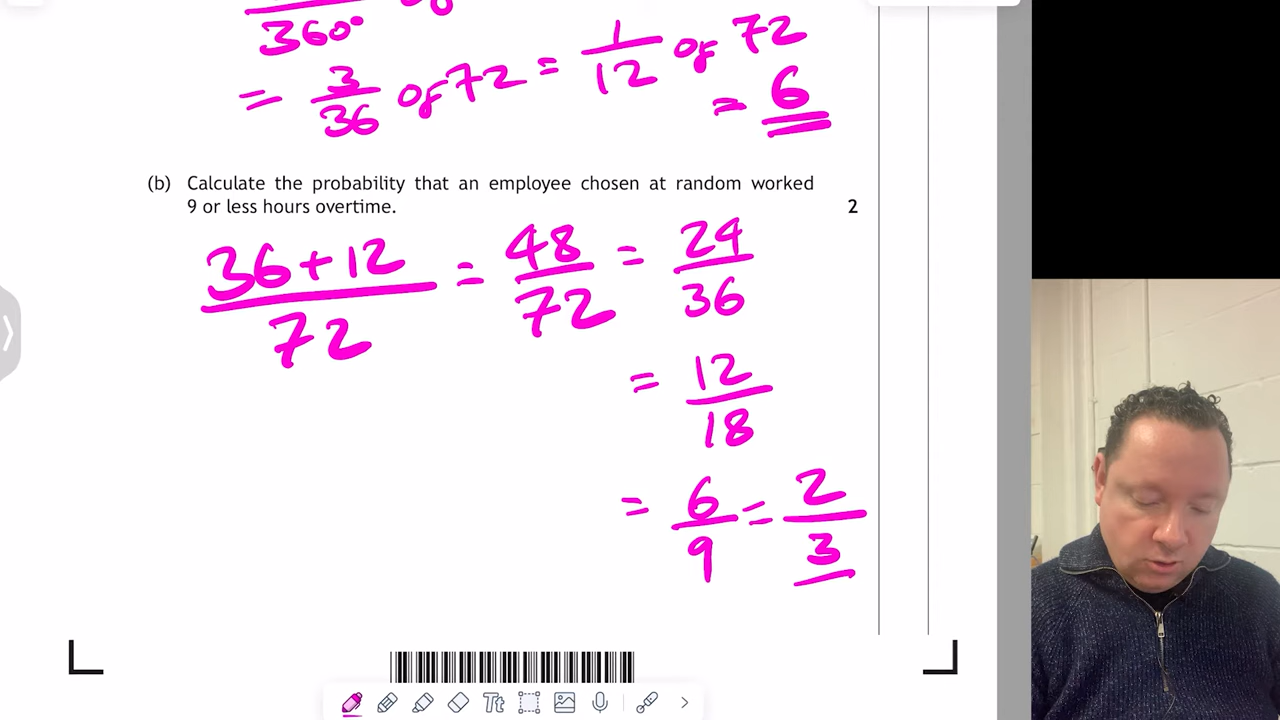 360° of
= 3/36 of 72 = 1/12 of 72
= 6
(b) Calculate the probability that an employee chosen at random worked
9 or less hours overtime.
2
36+12/72 = 48/72 = 24/36
= 12/18
= 6/9 = 2/3
Tt